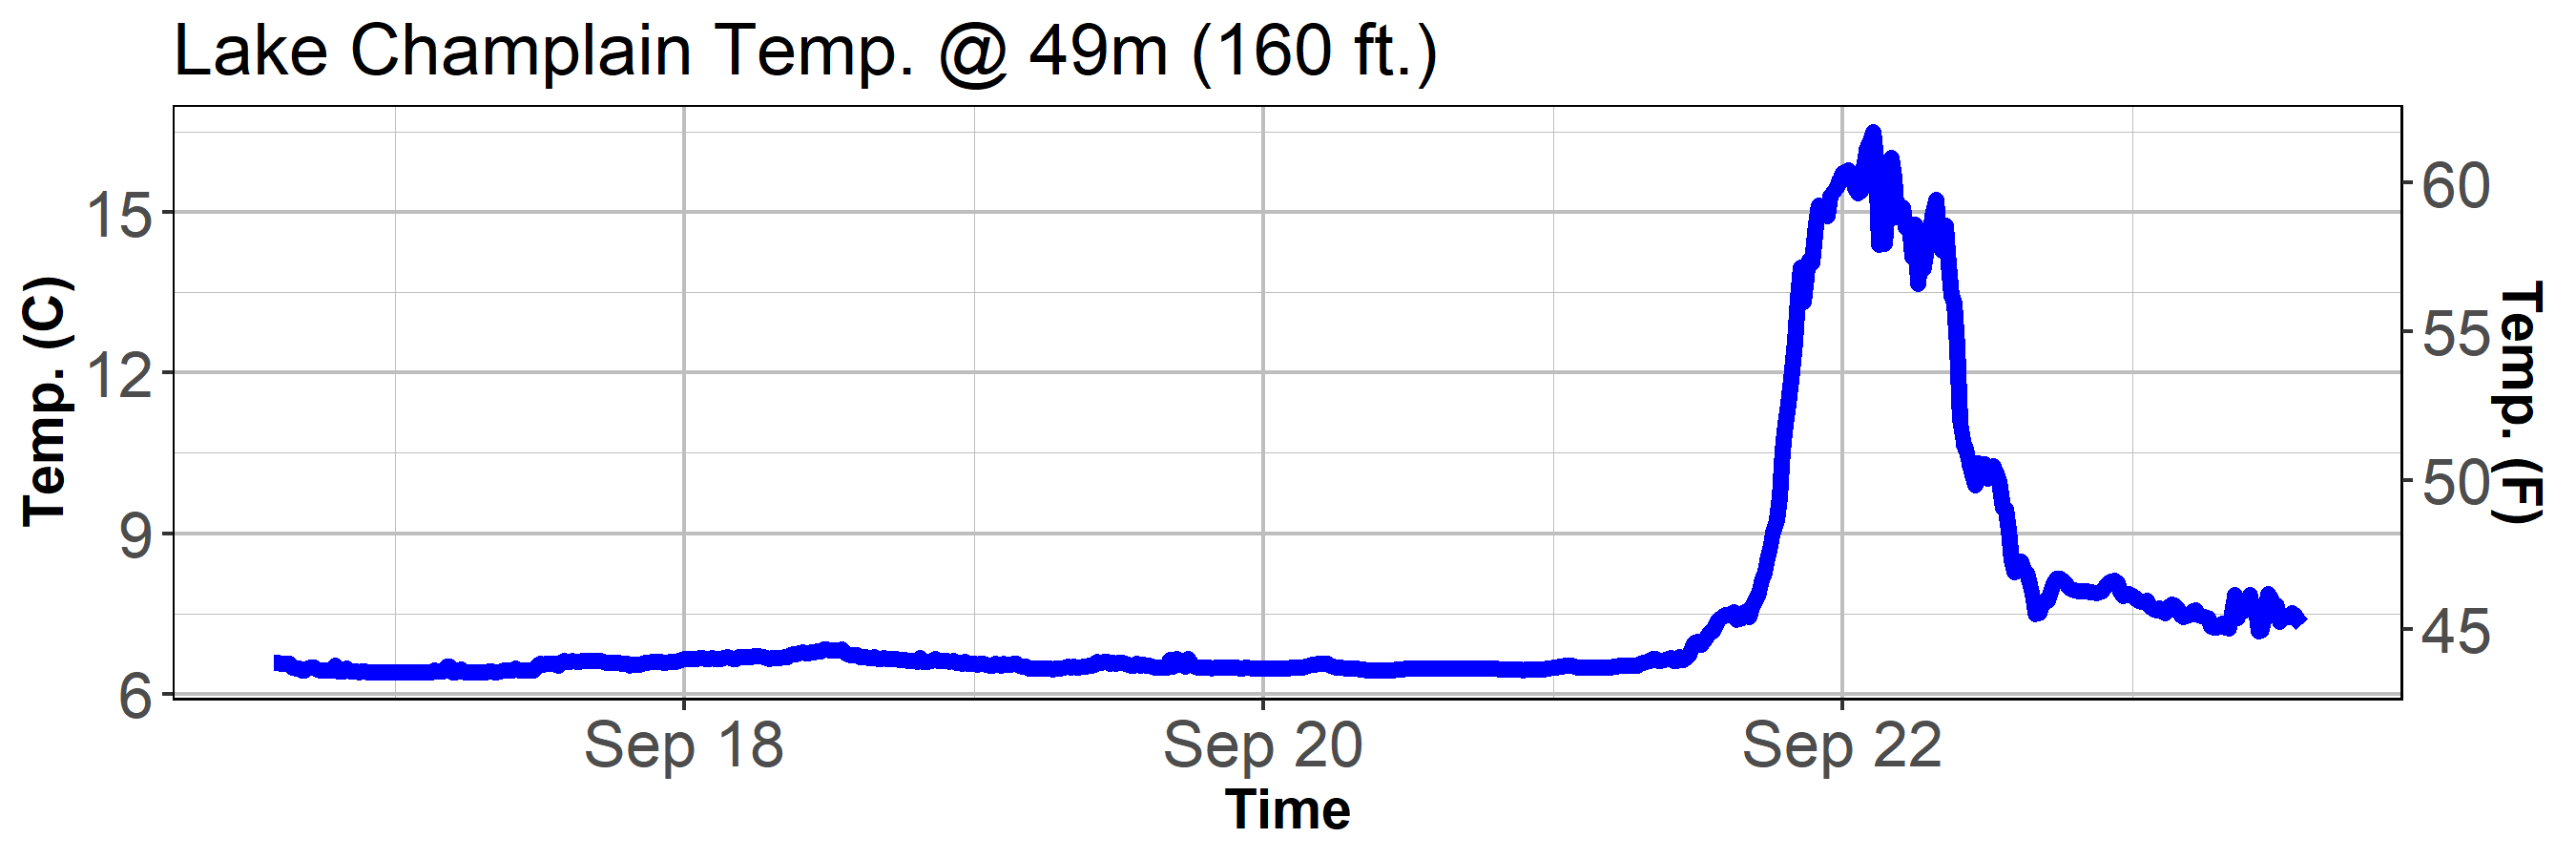 Lake Champlain Temp. @ 49m (160 ft.)
Temp. (C)
15
12
9
6
60
55
50
45
Temp. (F)
Sep 18 Sep 20 Sep 22
Time